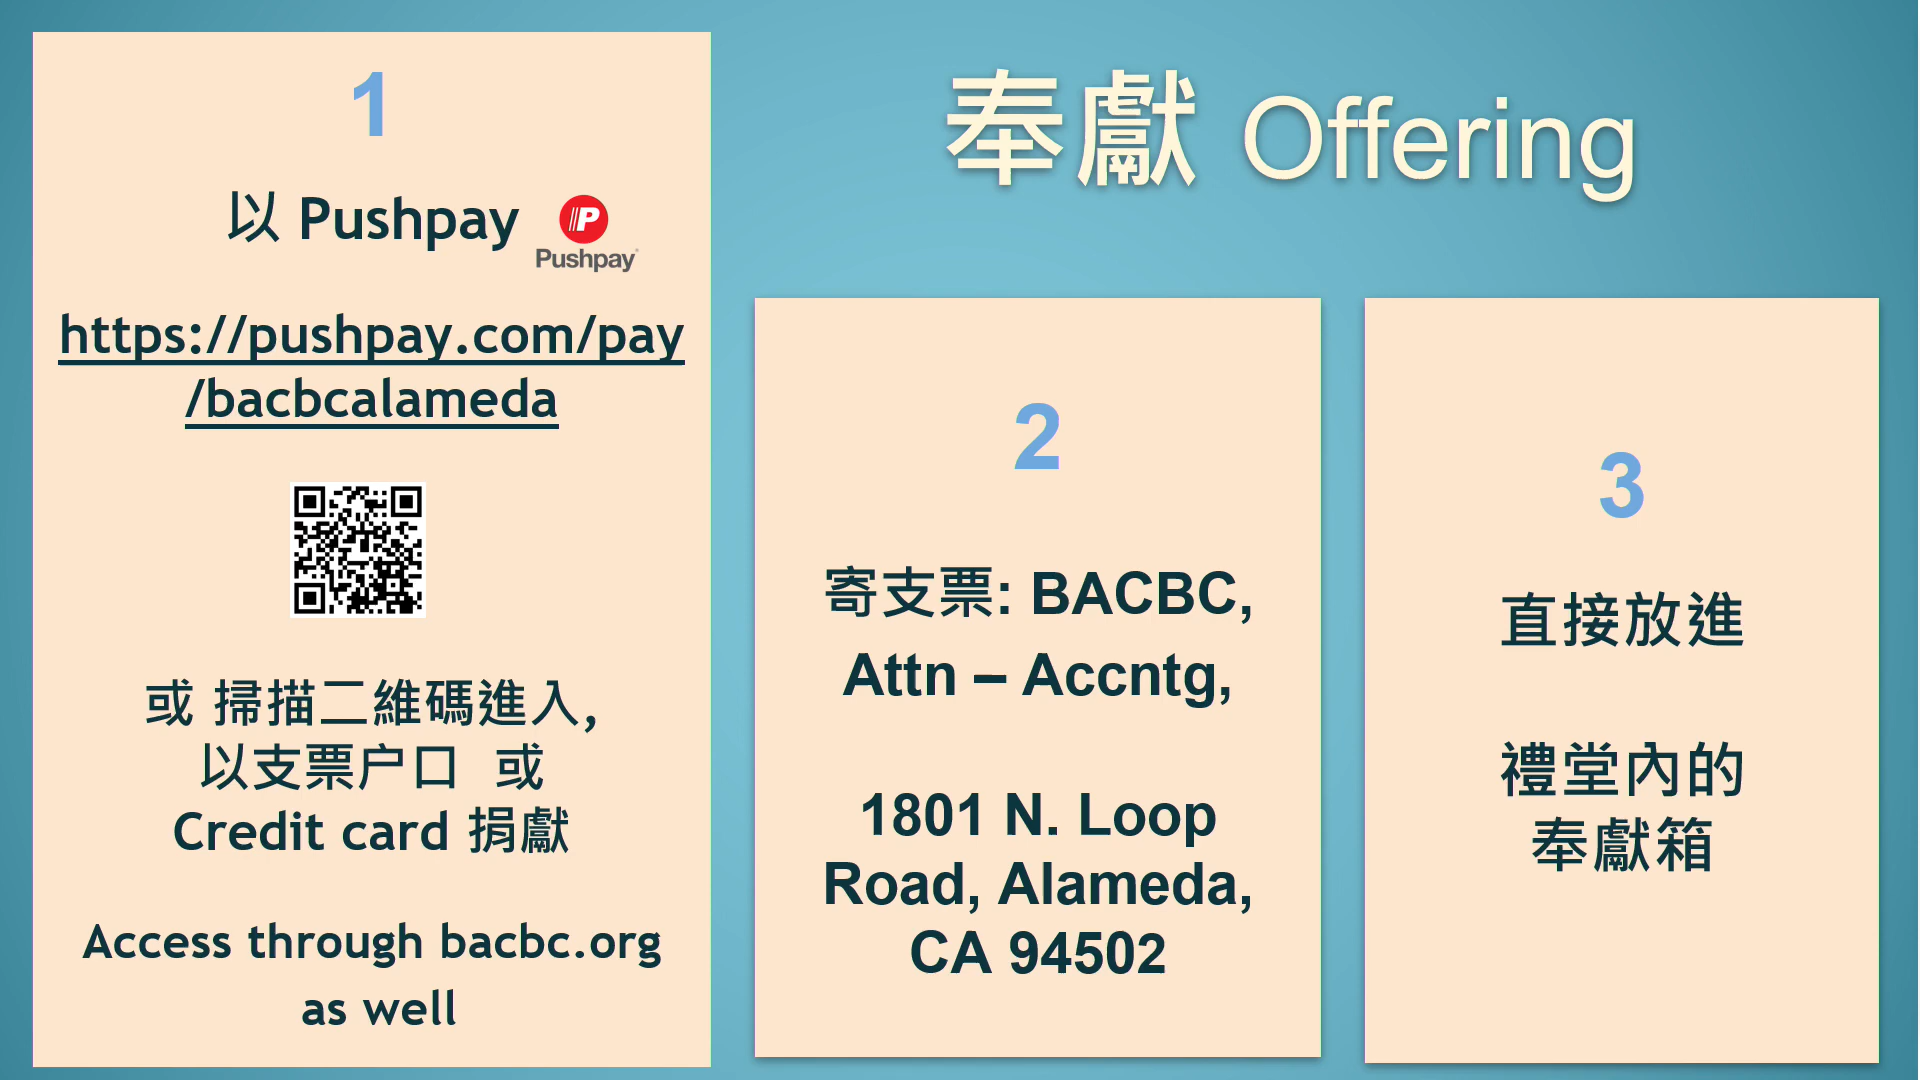 奉獻 Offering
1
以 Pushpay
Pushpay
https://pushpay.com/pay
/bacbcalameda
或 掃描二維碼進入,
以支票户口 或
Credit card 捐獻
Access through bacbc.org
as well
2
寄支票: BACBC,
Attn – Accntg,
1801 N. Loop
Road, Alameda,
CA 94502
3
直接放進
禮堂內的
奉獻箱